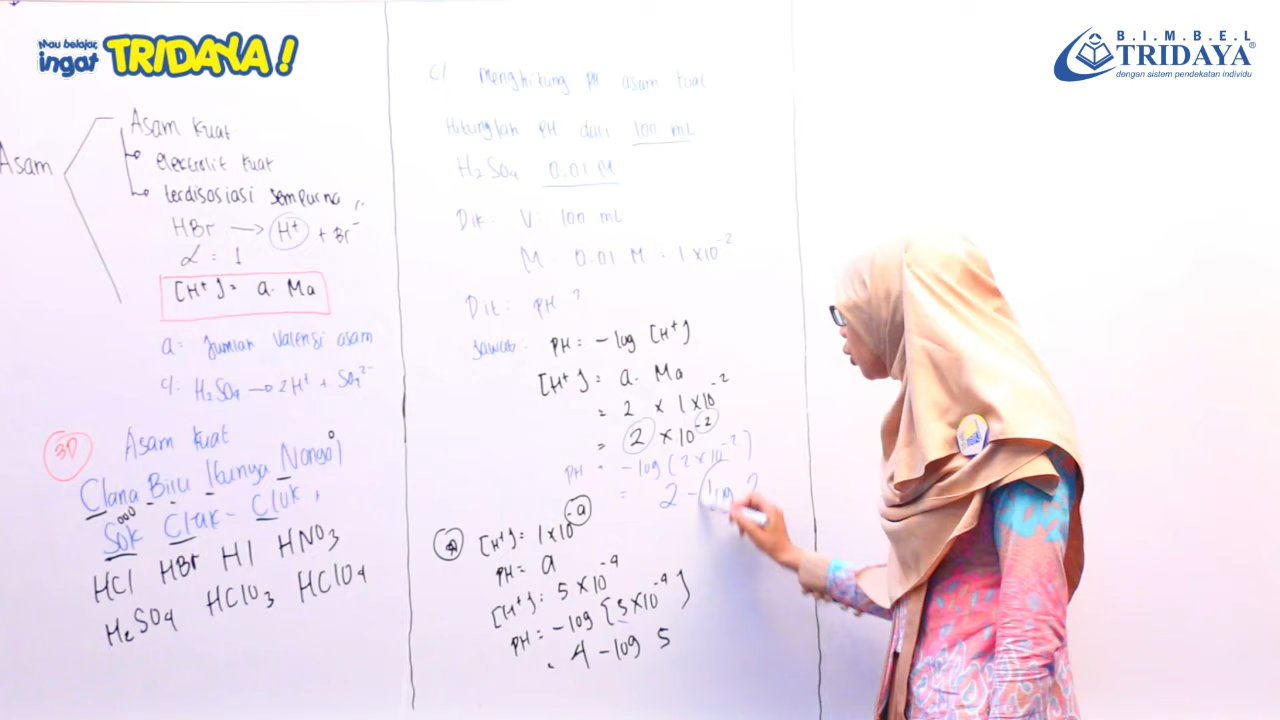 Mau belajar,
ingat TRIDAYA!
B.I.M.B.E.L
TRIDAYA®
dengan sistem pendekatan individu
Asam
Asam kuat
elektrolit kuat
terdisosiasi sempurna
HBr → H⁺ + Br⁻
α = 1
[H⁺] = a. Ma
a = Jumlah valensi asam
H₂SO₄ → 2H⁺ + SO₄²⁻
3D
Asam kuat
Clana Biru Ibunya Nongol
Sok Clak-Cluk,
HCl HBr HI HNO₃
H₂SO₄ HClO₃ HClO₄
C/ Menghitung pH asam kuat
Hitunglah pH dari 100 mL
H₂SO₄ 0.01 M
Dik: V: 100 mL
M: 0.01 M = 1×10⁻²
Dit: pH ?
Jawab: pH = -log [H⁺]
[H⁺] = a. Ma
= 2 × 1×10⁻²
= 2 ×10⁻²
pH = -log (2×10⁻²)
= 2 - log 2
[H⁺] = 1×10⁻ᵃ
pH = a
[H⁺] = 5×10⁻⁴
pH = -log [5×10⁻⁴]
= 4 - log 5